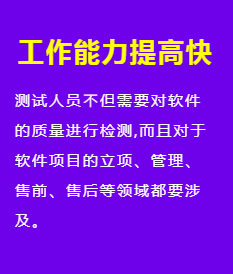 工作能力提高快
测试人员不但需要对软件
的质量进行检测,而且对于
软件项目的立项、管理、
售前、售后等领域都要涉
及。